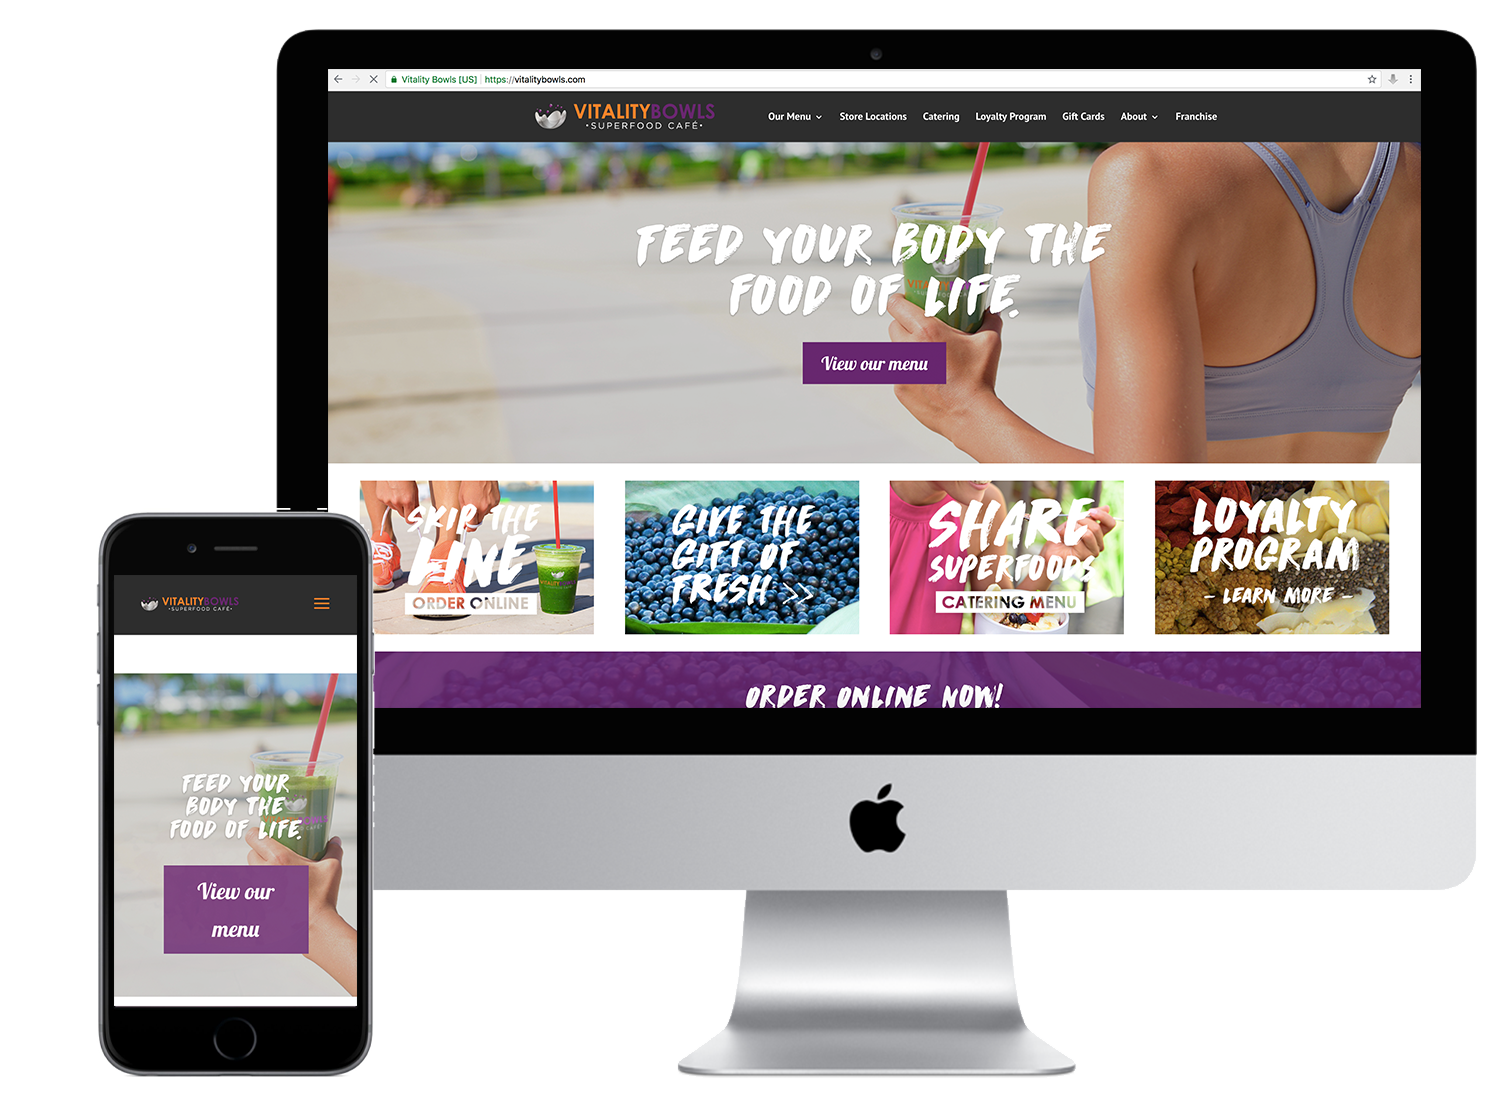 Vitality Bowls [US] https://vitalitybowls.com
VITALITYBOWLS
•SUPERFOOD CAFÉ•
Our Menu Store Locations Catering Loyalty Program Gift Cards About Franchise
FEED YOUR BODY THE
FOOD OF LIFE.
View our menu
SKIP THE
LINE
ORDER ONLINE
VITALITYBOWLS
GIVE THE
GIFT OF
FRESH >>
SHARE
SUPERFOODS
CATERING MENU
LOYALTY
PROGRAM
– LEARN MORE –
ORDER ONLINE NOW!
VITALITYBOWLS
•SUPERFOOD CAFÉ•
FEED YOUR
BODY THE
FOOD OF LIFE.
View our
menu